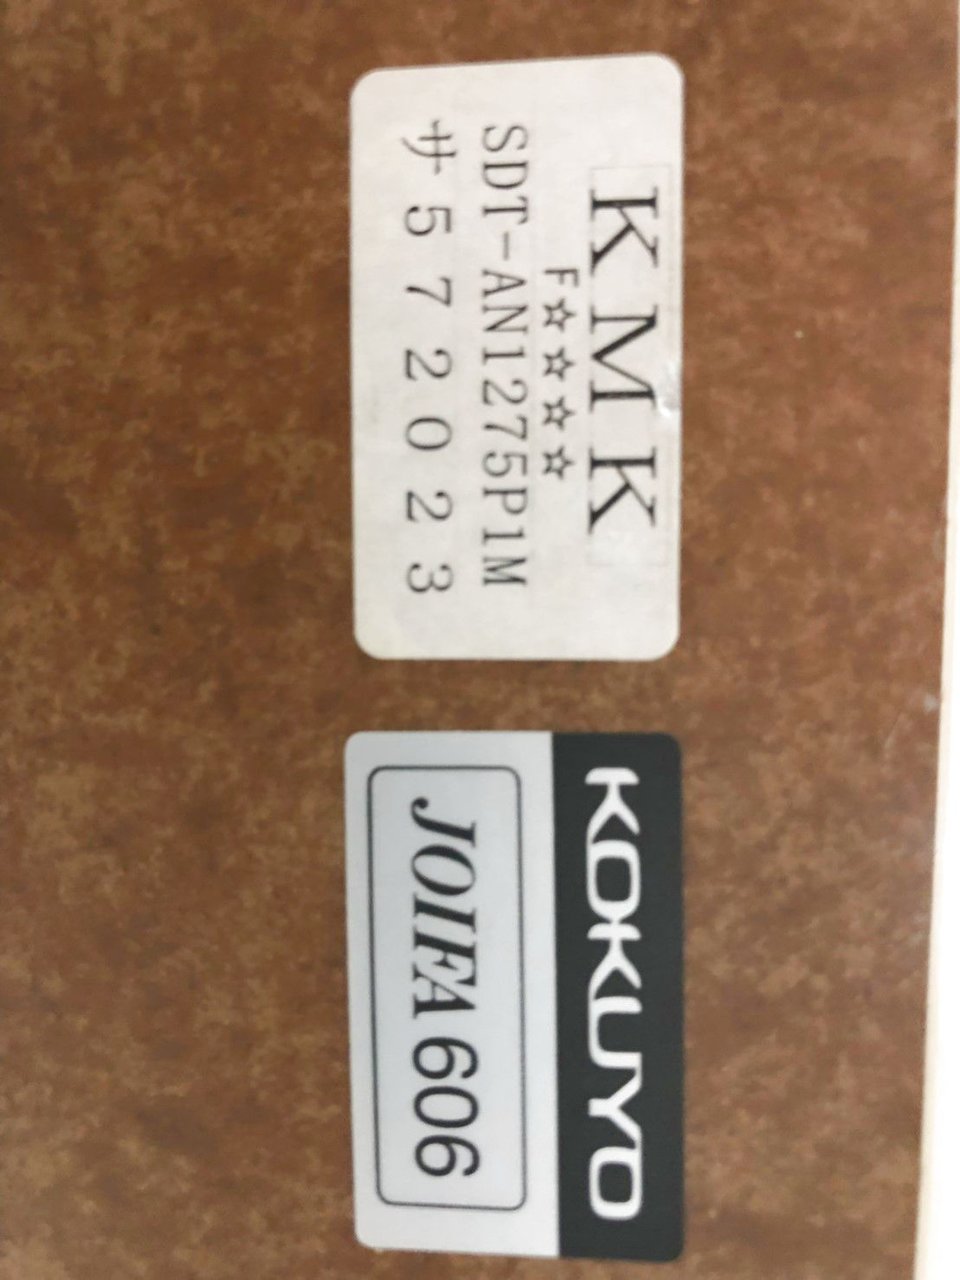 KMK
F☆☆☆☆
SDT-AN1275P1M
サ572023
KOKUYO
JOIFA 606